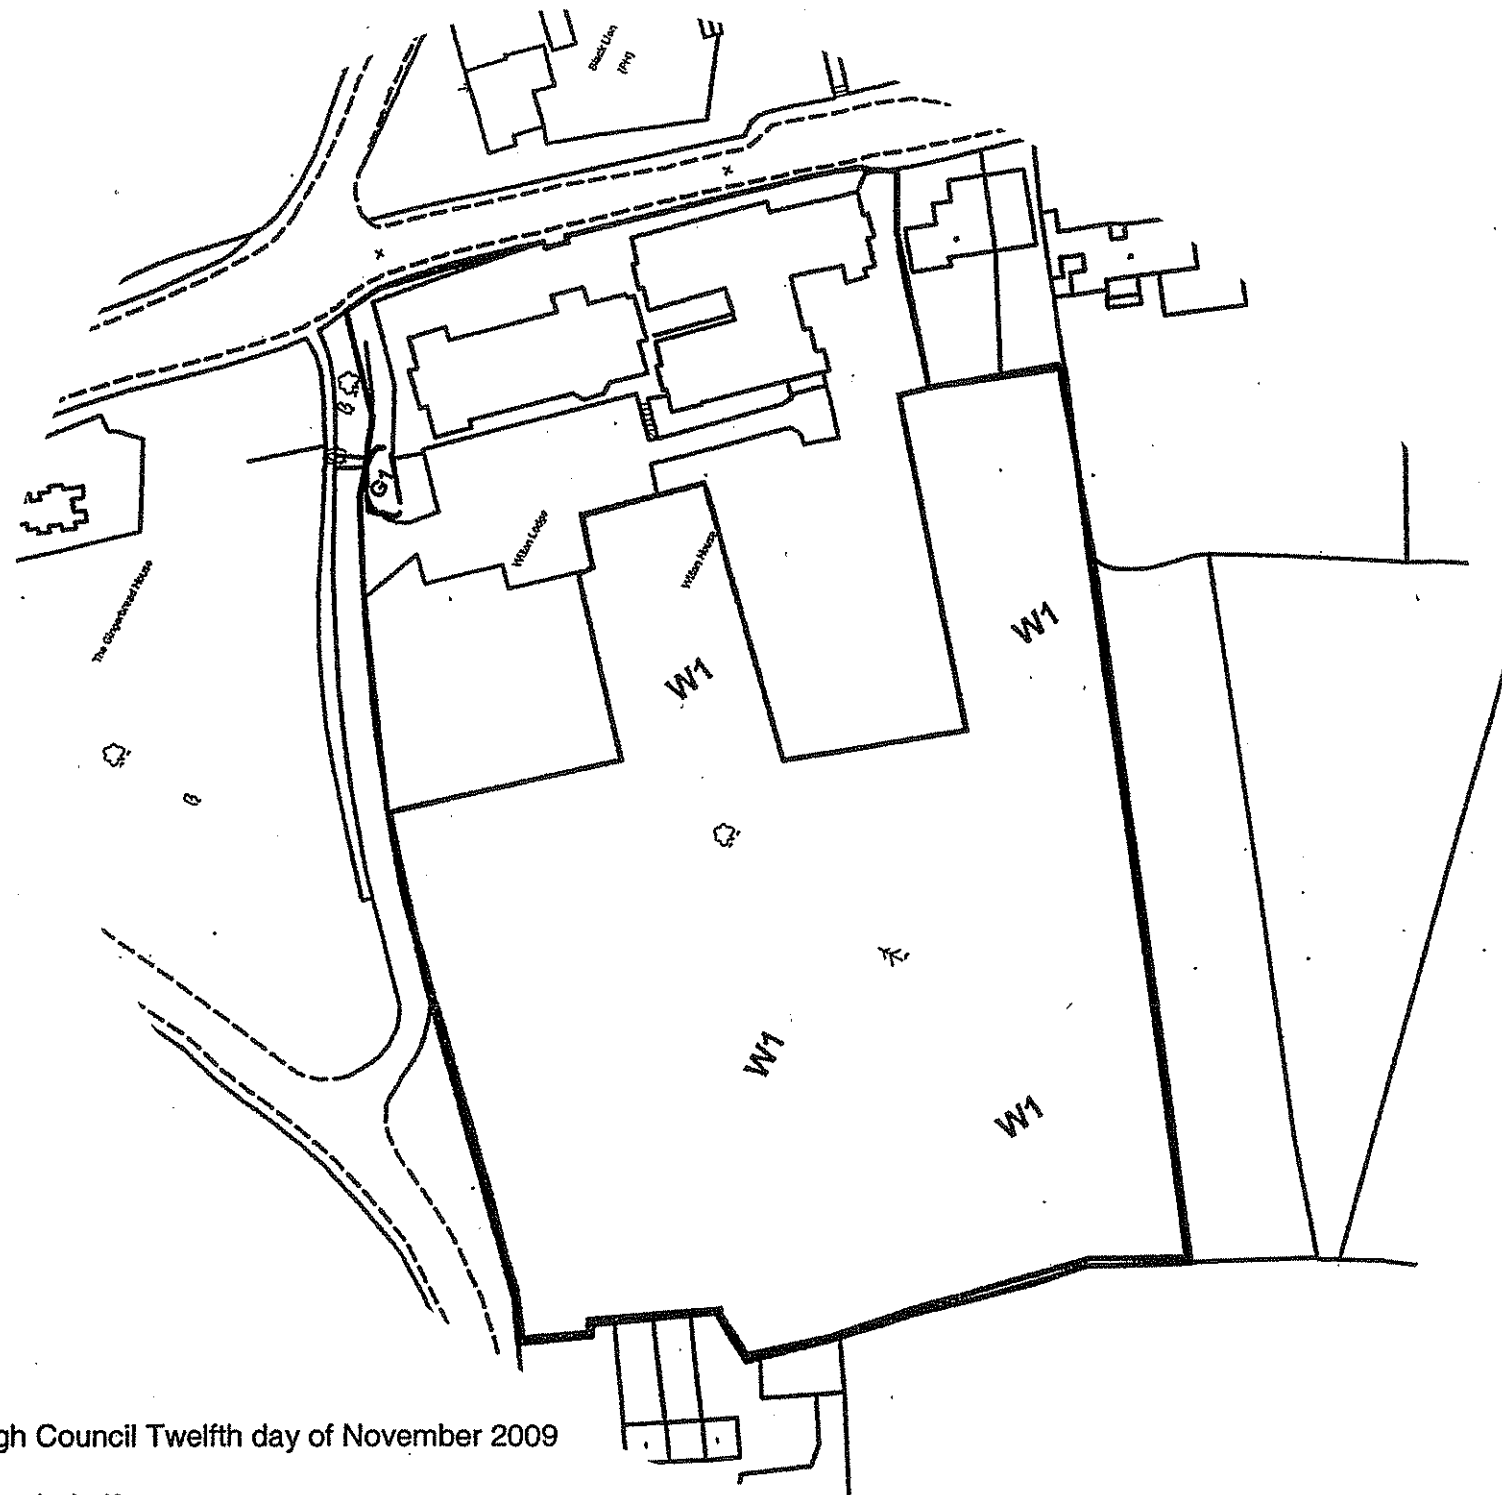 Black Lion
(PH)
G1
Wilton Lodge
Wilton House
The Gingerbread House
W1
W1
W1
W1
gh Council Twelfth day of November 2009